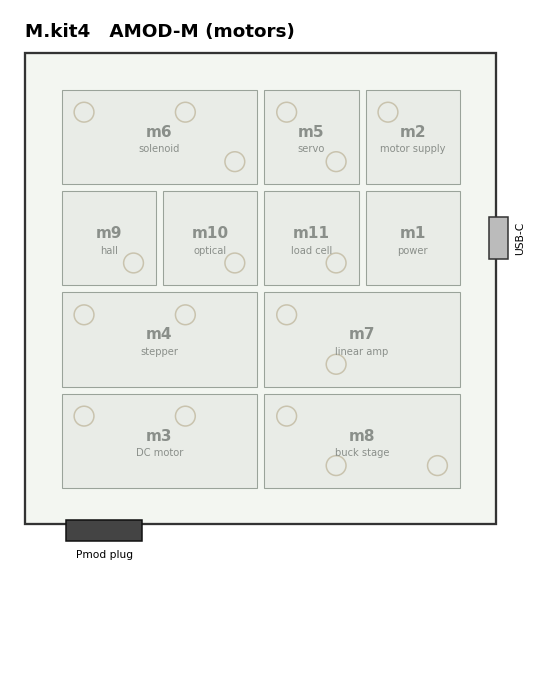 M.kit4 AMOD-M (motors)
m6
solenoid
m5
servo
m2
motor supply
m9
hall
m10
optical
m11
load cell
m1
power
USB-C
m4
stepper
m7
linear amp
m3
DC motor
m8
buck stage
Pmod plug